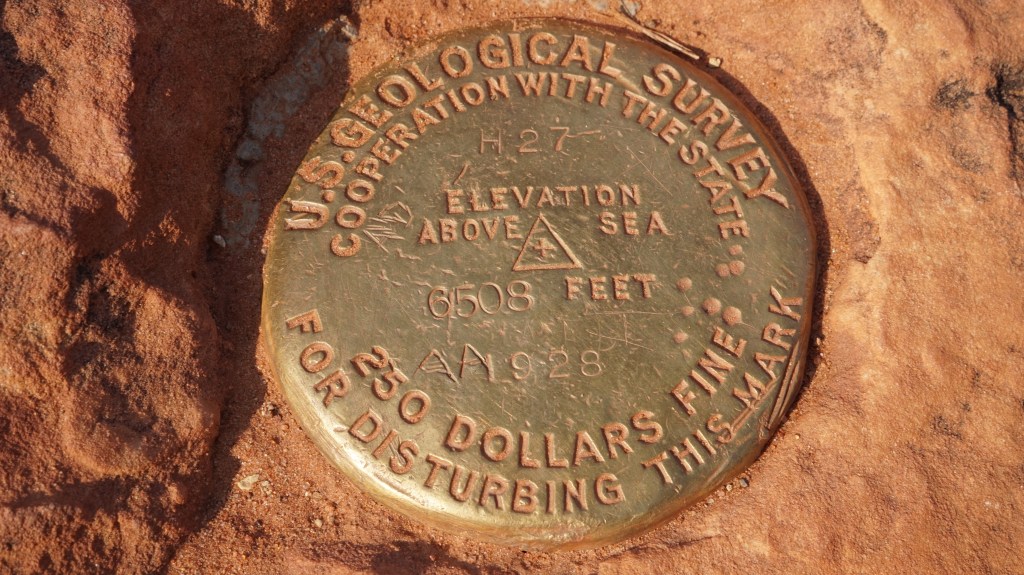 U.S. GEOLOGICAL SURVEY
COOPERATION WITH THE STATE
H 27
ELEVATION
ABOVE SEA
6508 FEET
1928
250 DOLLARS FINE
FOR DISTURBING THIS MARK